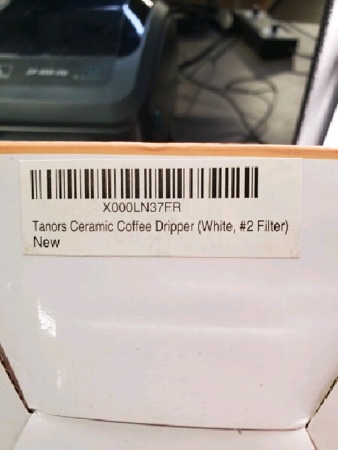 X000LN37FR
Tanors Ceramic Coffee Dripper (White, #2 Filter)
New